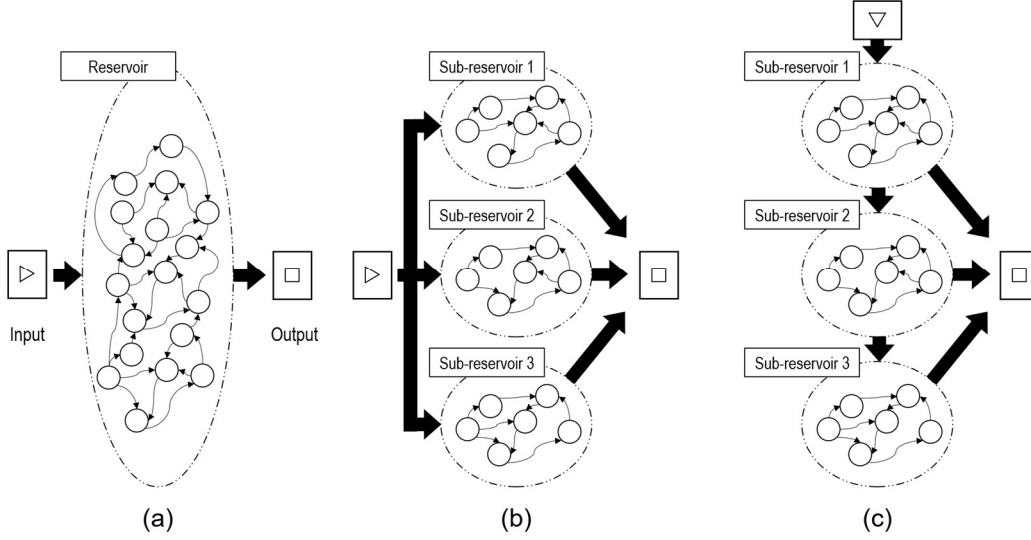 Reservoir
Input
Output
(a)
Sub-reservoir 1
Sub-reservoir 2
Sub-reservoir 3
(b)
Sub-reservoir 1
Sub-reservoir 2
Sub-reservoir 3
(c)